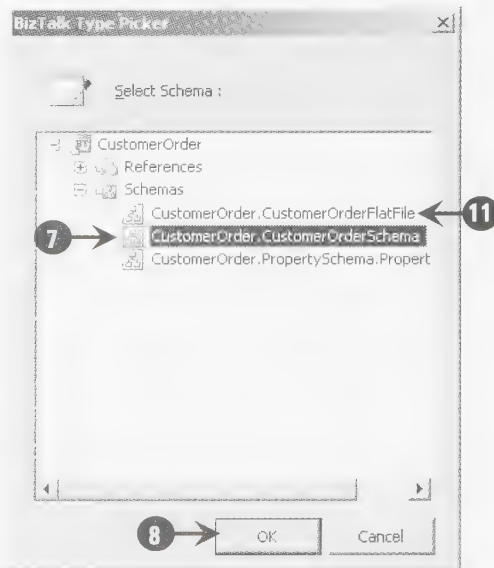 BizTalk Type Picker
Select Schema :
CustomerOrder
References
Schemas
CustomerOrder.CustomerOrderFlatFile
11
7
CustomerOrder.CustomerOrderSchema
CustomerOrder.PropertySchema.Propert
8
OK
Cancel